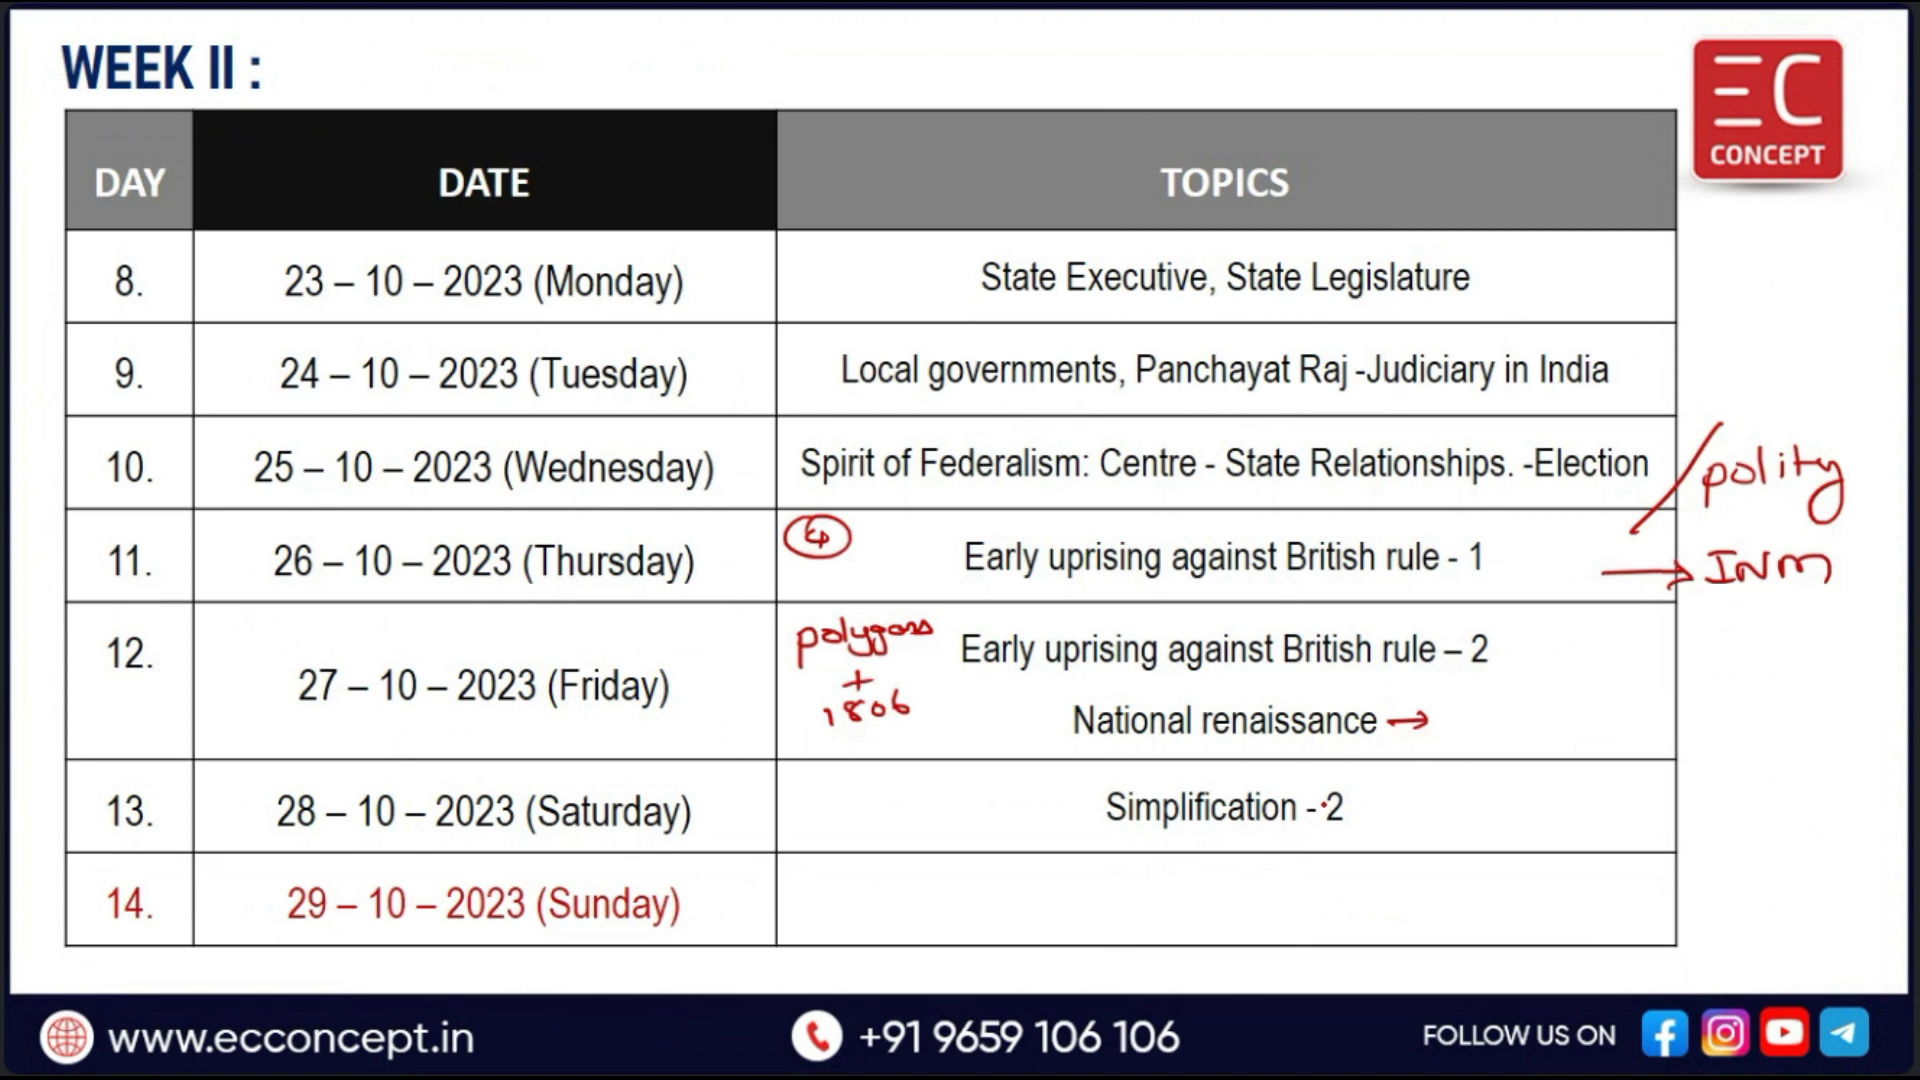 WEEK II :
EC
CONCEPT
DAY DATE TOPICS
8. 23 – 10 – 2023 (Monday) State Executive, State Legislature
9. 24 – 10 – 2023 (Tuesday) Local governments, Panchayat Raj -Judiciary in India
10. 25 – 10 – 2023 (Wednesday) Spirit of Federalism: Centre - State Relationships. -Election
polity
11. 26 – 10 – 2023 (Thursday) Early uprising against British rule - 1
→ INM
12. 27 – 10 – 2023 (Friday) Early uprising against British rule – 2
+
1806
National renaissance →
13. 28 – 10 – 2023 (Saturday) Simplification - 2
14. 29 – 10 – 2023 (Sunday)
www.ecconcept.in +91 9659 106 106 FOLLOW US ON